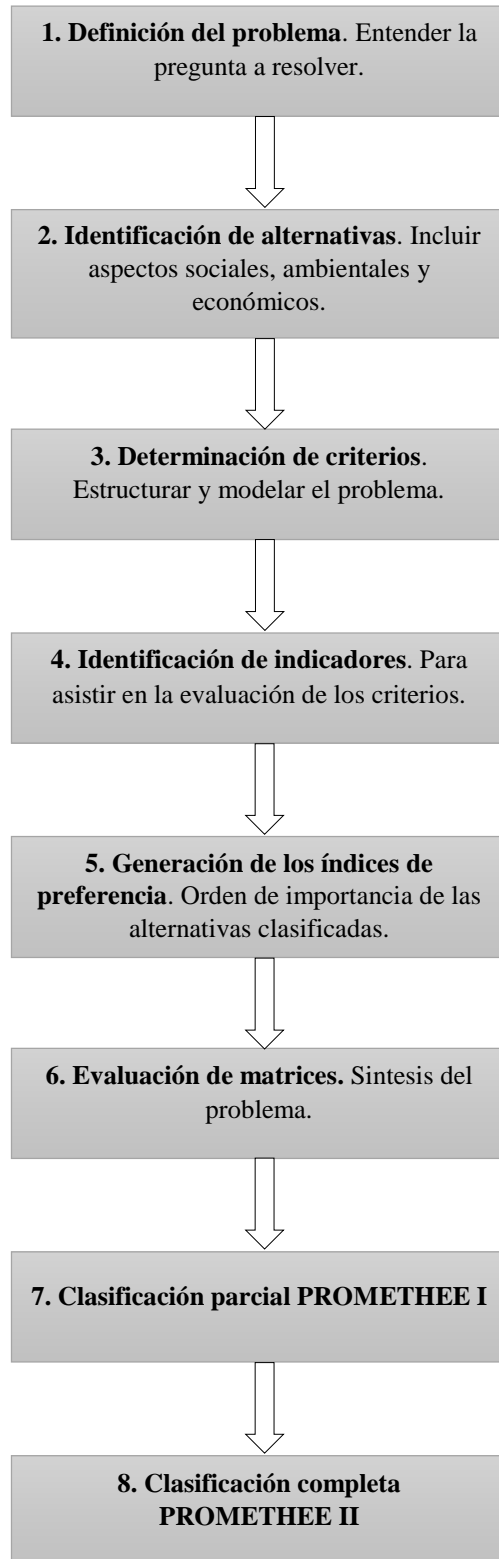 1. Definición del problema. Entender la
pregunta a resolver.
2. Identificación de alternativas. Incluir
aspectos sociales, ambientales y
económicos.
3. Determinación de criterios.
Estructurar y modelar el problema.
4. Identificación de indicadores. Para
asistir en la evaluación de los criterios.
5. Generación de los índices de
preferencia. Orden de importancia de las
alternativas clasificadas.
6. Evaluación de matrices. Sintesis del
problema.
7. Clasificación parcial PROMETHEE I
8. Clasificación completa
PROMETHEE II